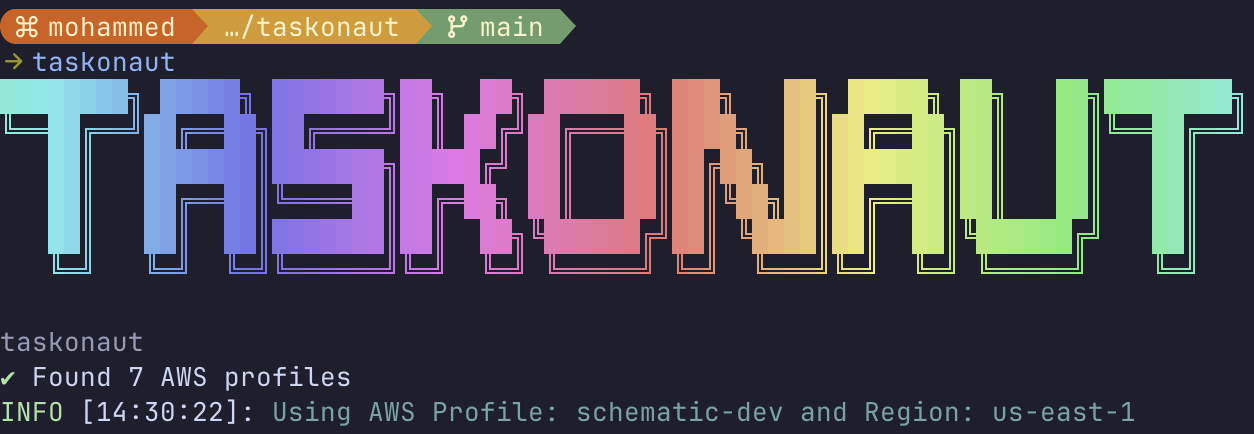 ⌘ mohammed …/taskonaut main
→ taskonaut
TASKONAUT
taskonaut
✔ Found 7 AWS profiles
INFO [14:30:22]: Using AWS Profile: schematic-dev and Region: us-east-1